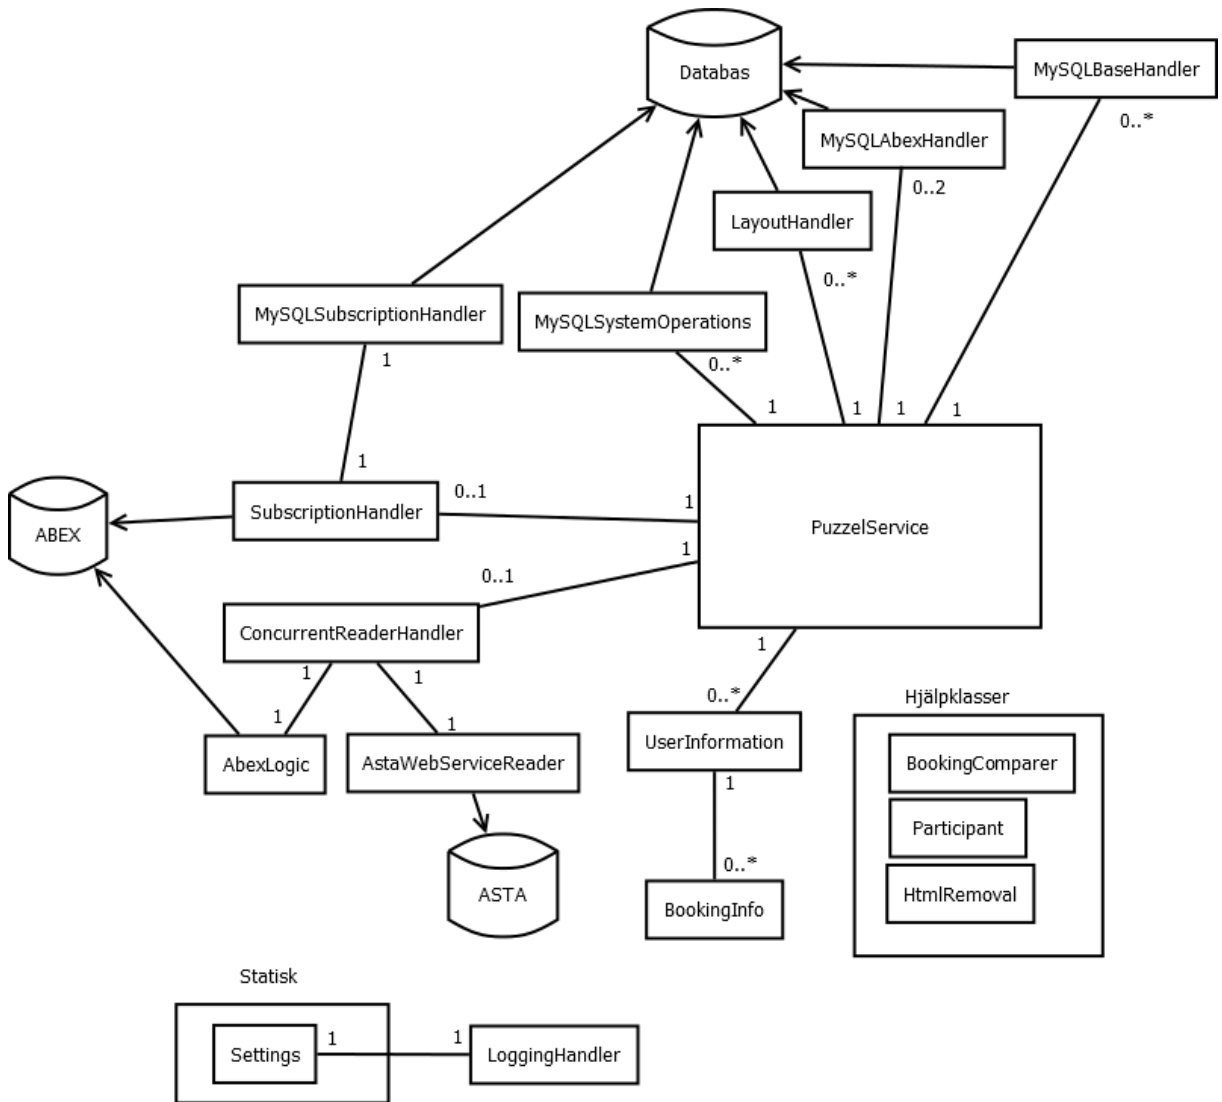 Databas
MySQLBaseHandler
0..*
MySQLAbexHandler
0..2
LayoutHandler
0..*
MySQLSubscriptionHandler
1
MySQLSystemOperations
0..*
1
1
1
1
1
SubscriptionHandler
0..1
1
ABEX
PuzzelService
1
0..1
ConcurrentReaderHandler
1
1
1
1
1
0..*
Hjälpklasser
AbexLogic
AstaWebServiceReader
UserInformation
BookingComparer
1
Participant
0..*
ASTA
BookingInfo
HtmlRemoval
Statisk
Settings
1
1
LoggingHandler